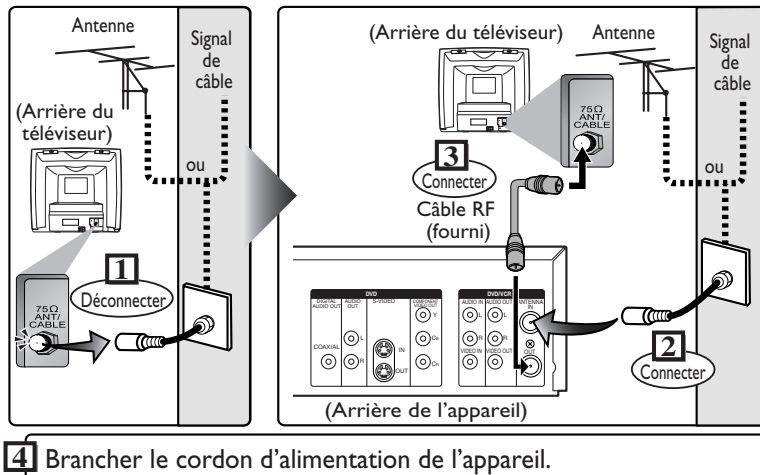 Antenne
Signal
de
câble
(Arrière du
téléviseur)
ou
1
Déconnecter
75Ω
ANT/
CABLE
(Arrière du téléviseur)
Antenne
Signal
de
câble
75Ω
ANT/
CABLE
3
Connecter
Câble RF
(fourni)
ou
DVD
DVD/VCR
DIGITAL
AUDIO OUT
AUDIO
OUT
S-VIDEO
COMPONENT
VIDEO OUT
AUDIO IN
AUDIO OUT
ANTENNA
IN
Y
L
L
L
COAXIAL
R
IN
CB
R
R
VIDEO IN
VIDEO OUT
OUT
OUT
CR
2
Connecter
(Arrière de l'appareil)
4 Brancher le cordon d'alimentation de l'appareil.